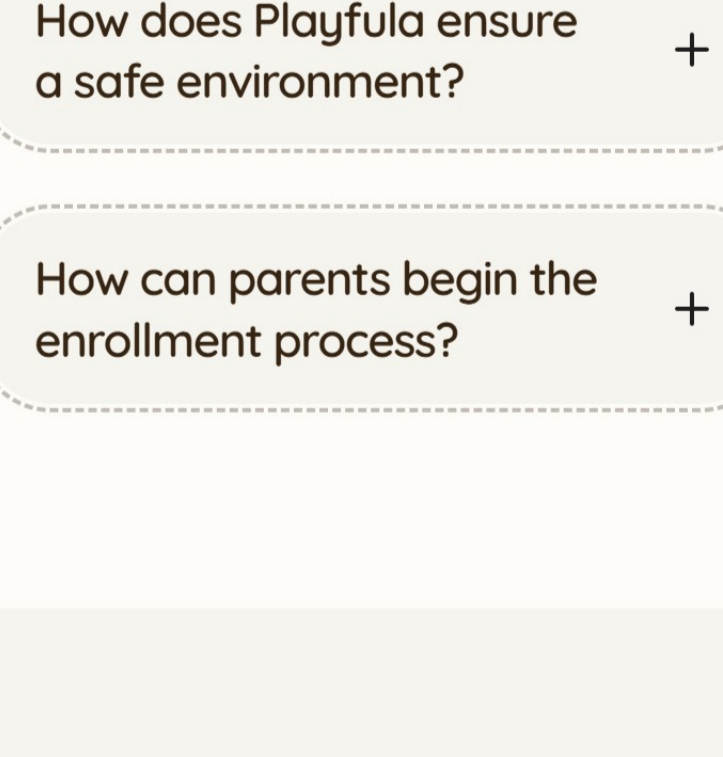 How does Playfula ensure
a safe environment?
How can parents begin the
enrollment process?